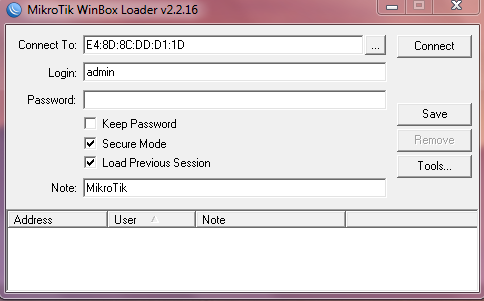 MikroTik WinBox Loader v2.2.16
Connect To: E4:8D:8C:DD:D1:1D ... Connect
Login: admin
Password:
Keep Password Save
Secure Mode Remove
Load Previous Session Tools...
Note: MikroTik
Address User Note